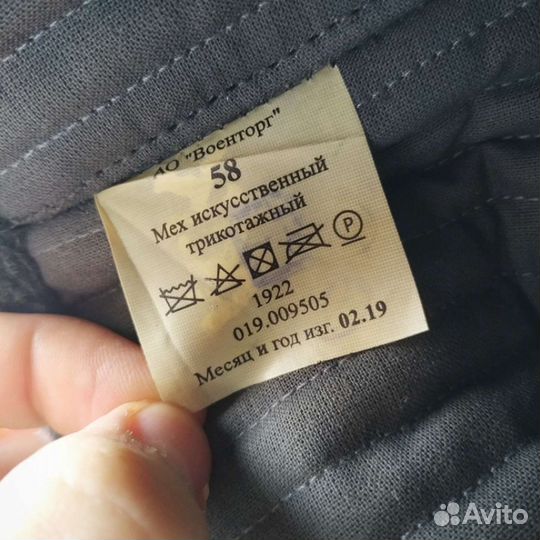 АО "Военторг"
58
Мех искусственный
трикотажный
P
1922
019.009505
Месяц и год изг. 02.19
Avito